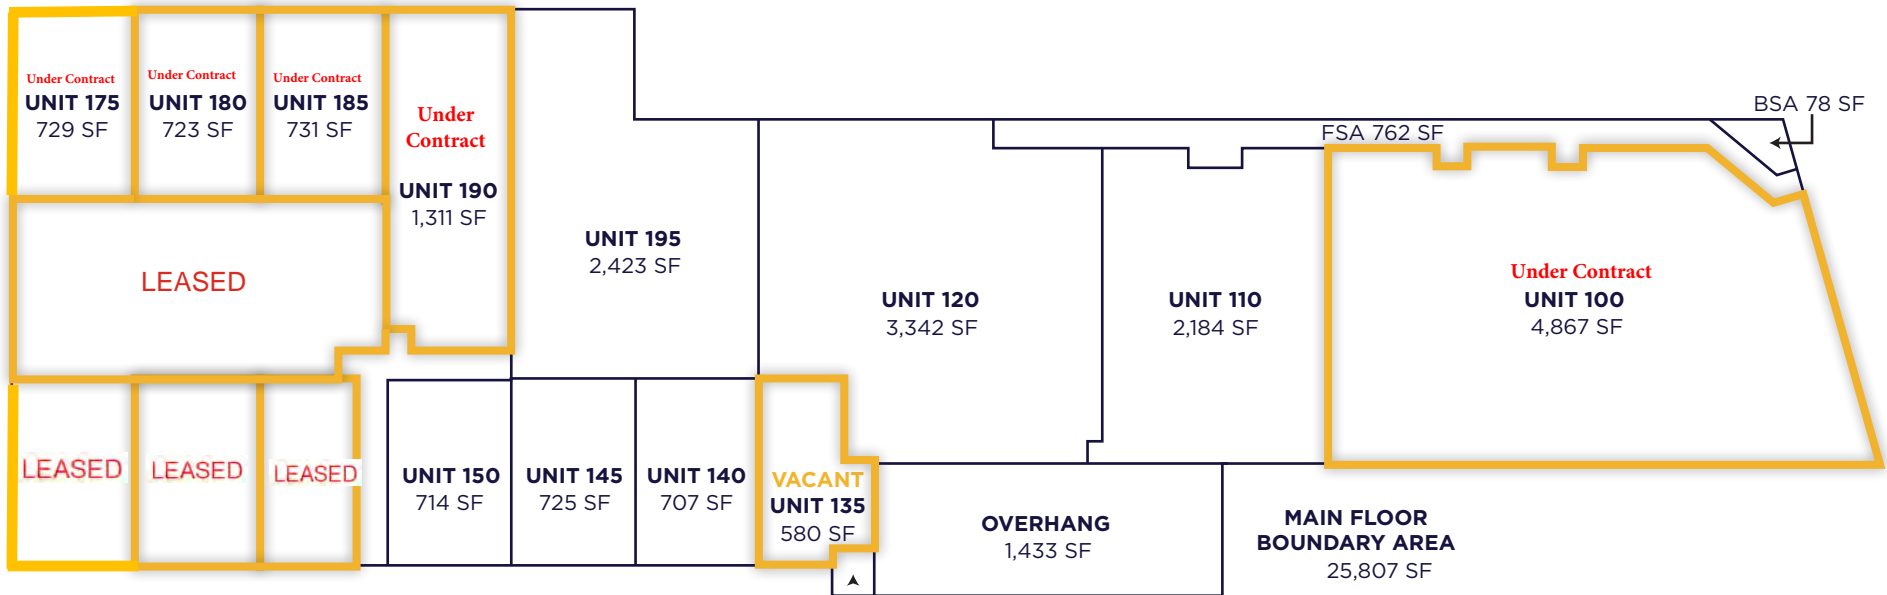 Under Contract
UNIT 175
729 SF
Under Contract
UNIT 180
723 SF
Under Contract
UNIT 185
731 SF
Under
Contract
UNIT 190
1,311 SF
UNIT 195
2,423 SF
UNIT 120
3,342 SF
UNIT 110
2,184 SF
FSA 762 SF
BSA 78 SF
Under Contract
UNIT 100
4,867 SF
LEASED
LEASED
LEASED
LEASED
UNIT 150
714 SF
UNIT 145
725 SF
UNIT 140
707 SF
VACANT
UNIT 135
580 SF
OVERHANG
1,433 SF
MAIN FLOOR
BOUNDARY AREA
25,807 SF